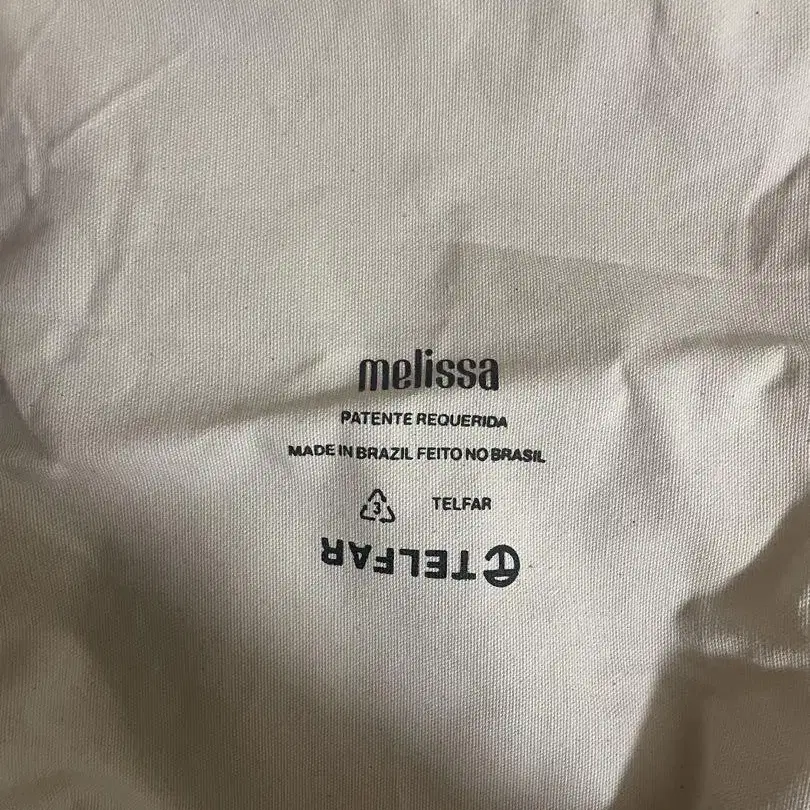 melissa
PATENTE REQUERIDA
MADE IN BRAZIL FEITO NO BRASIL
3 TELFAR
TELFAR